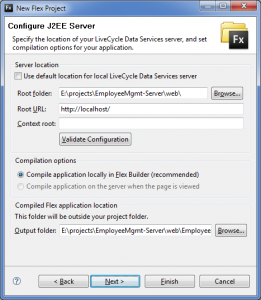 New Flex Project
Configure J2EE Server
Specify the location of your LiveCycle Data Services server, and set
compilation options for your application.
Fx
Server location
Use default location for local LiveCycle Data Services server
Root folder: E:\projects\EmployeeMgmt-Server\web\ Browse...
Root URL: http://localhost/
Context root:
Validate Configuration
Compilation options
Compile application locally in Flex Builder (recommended)
Compile application on the server when the page is viewed
Compiled Flex application location
This folder will be outside your project folder.
Output folder: E:\projects\EmployeeMgmt-Server\web\Employee Browse...
? < Back Next > Finish Cancel